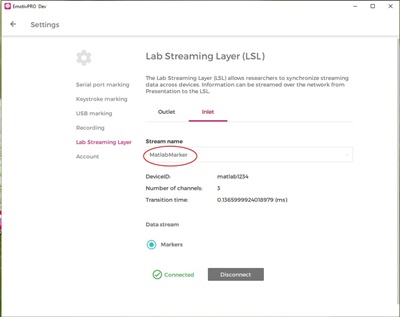 EmotivPRO Dev
Settings
Lab Streaming Layer (LSL)
The Lab Streaming Layer (LSL) allows researchers to synchronize streaming
data across devices. Information can be streamed over the network from
Presentation to the LSL.
Serial port marking
Keystroke marking
USB marking
Recording
Lab Streaming Layer
Account
Outlet
Inlet
Stream name
MatlabMarker
DeviceID: matlab1234
Number of channels: 3
Transition time: 0.1365999924018979 (ms)
Data stream
Markers
Connected
Disconnect